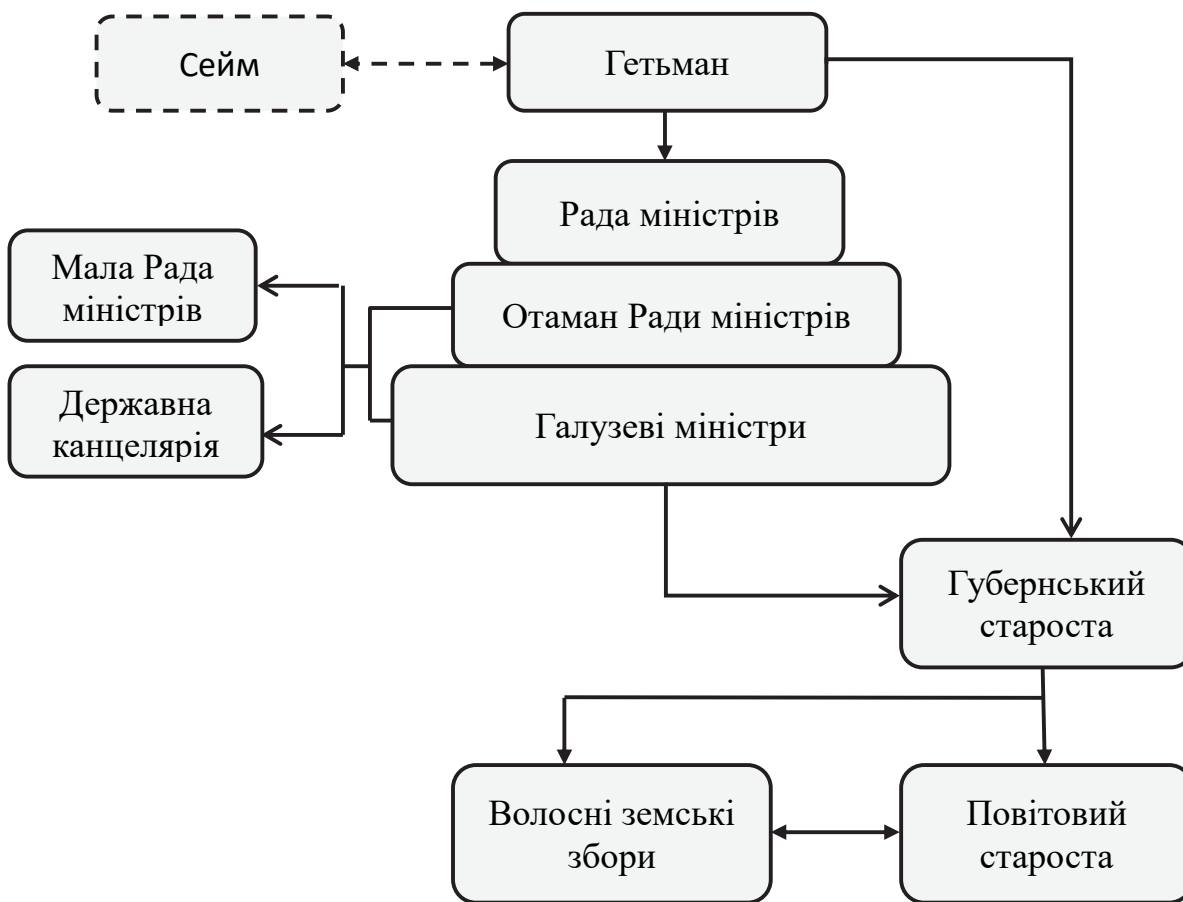 Сейм
Гетьман
Рада міністрів
Мала Рада
міністрів
Отаман Ради міністрів
Державна
канцелярія
Галузеві міністри
Губернський
староста
Волосні земські
збори
Повітовий
староста